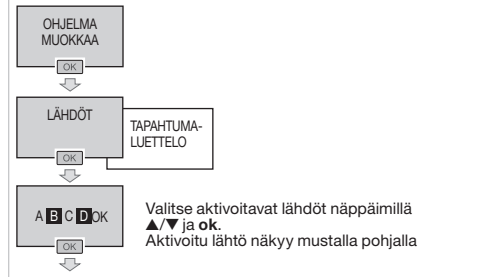 OHJELMA
MUOKKAA
OK
LÄHDÖT
TAPAHTUMA-
LUETTELO
OK
A B C D OK
Valitse aktivoitavat lähdöt näppäimillä
▲/▼ ja ok.
Aktivoitu lähtö näkyy mustalla pohjalla
OK